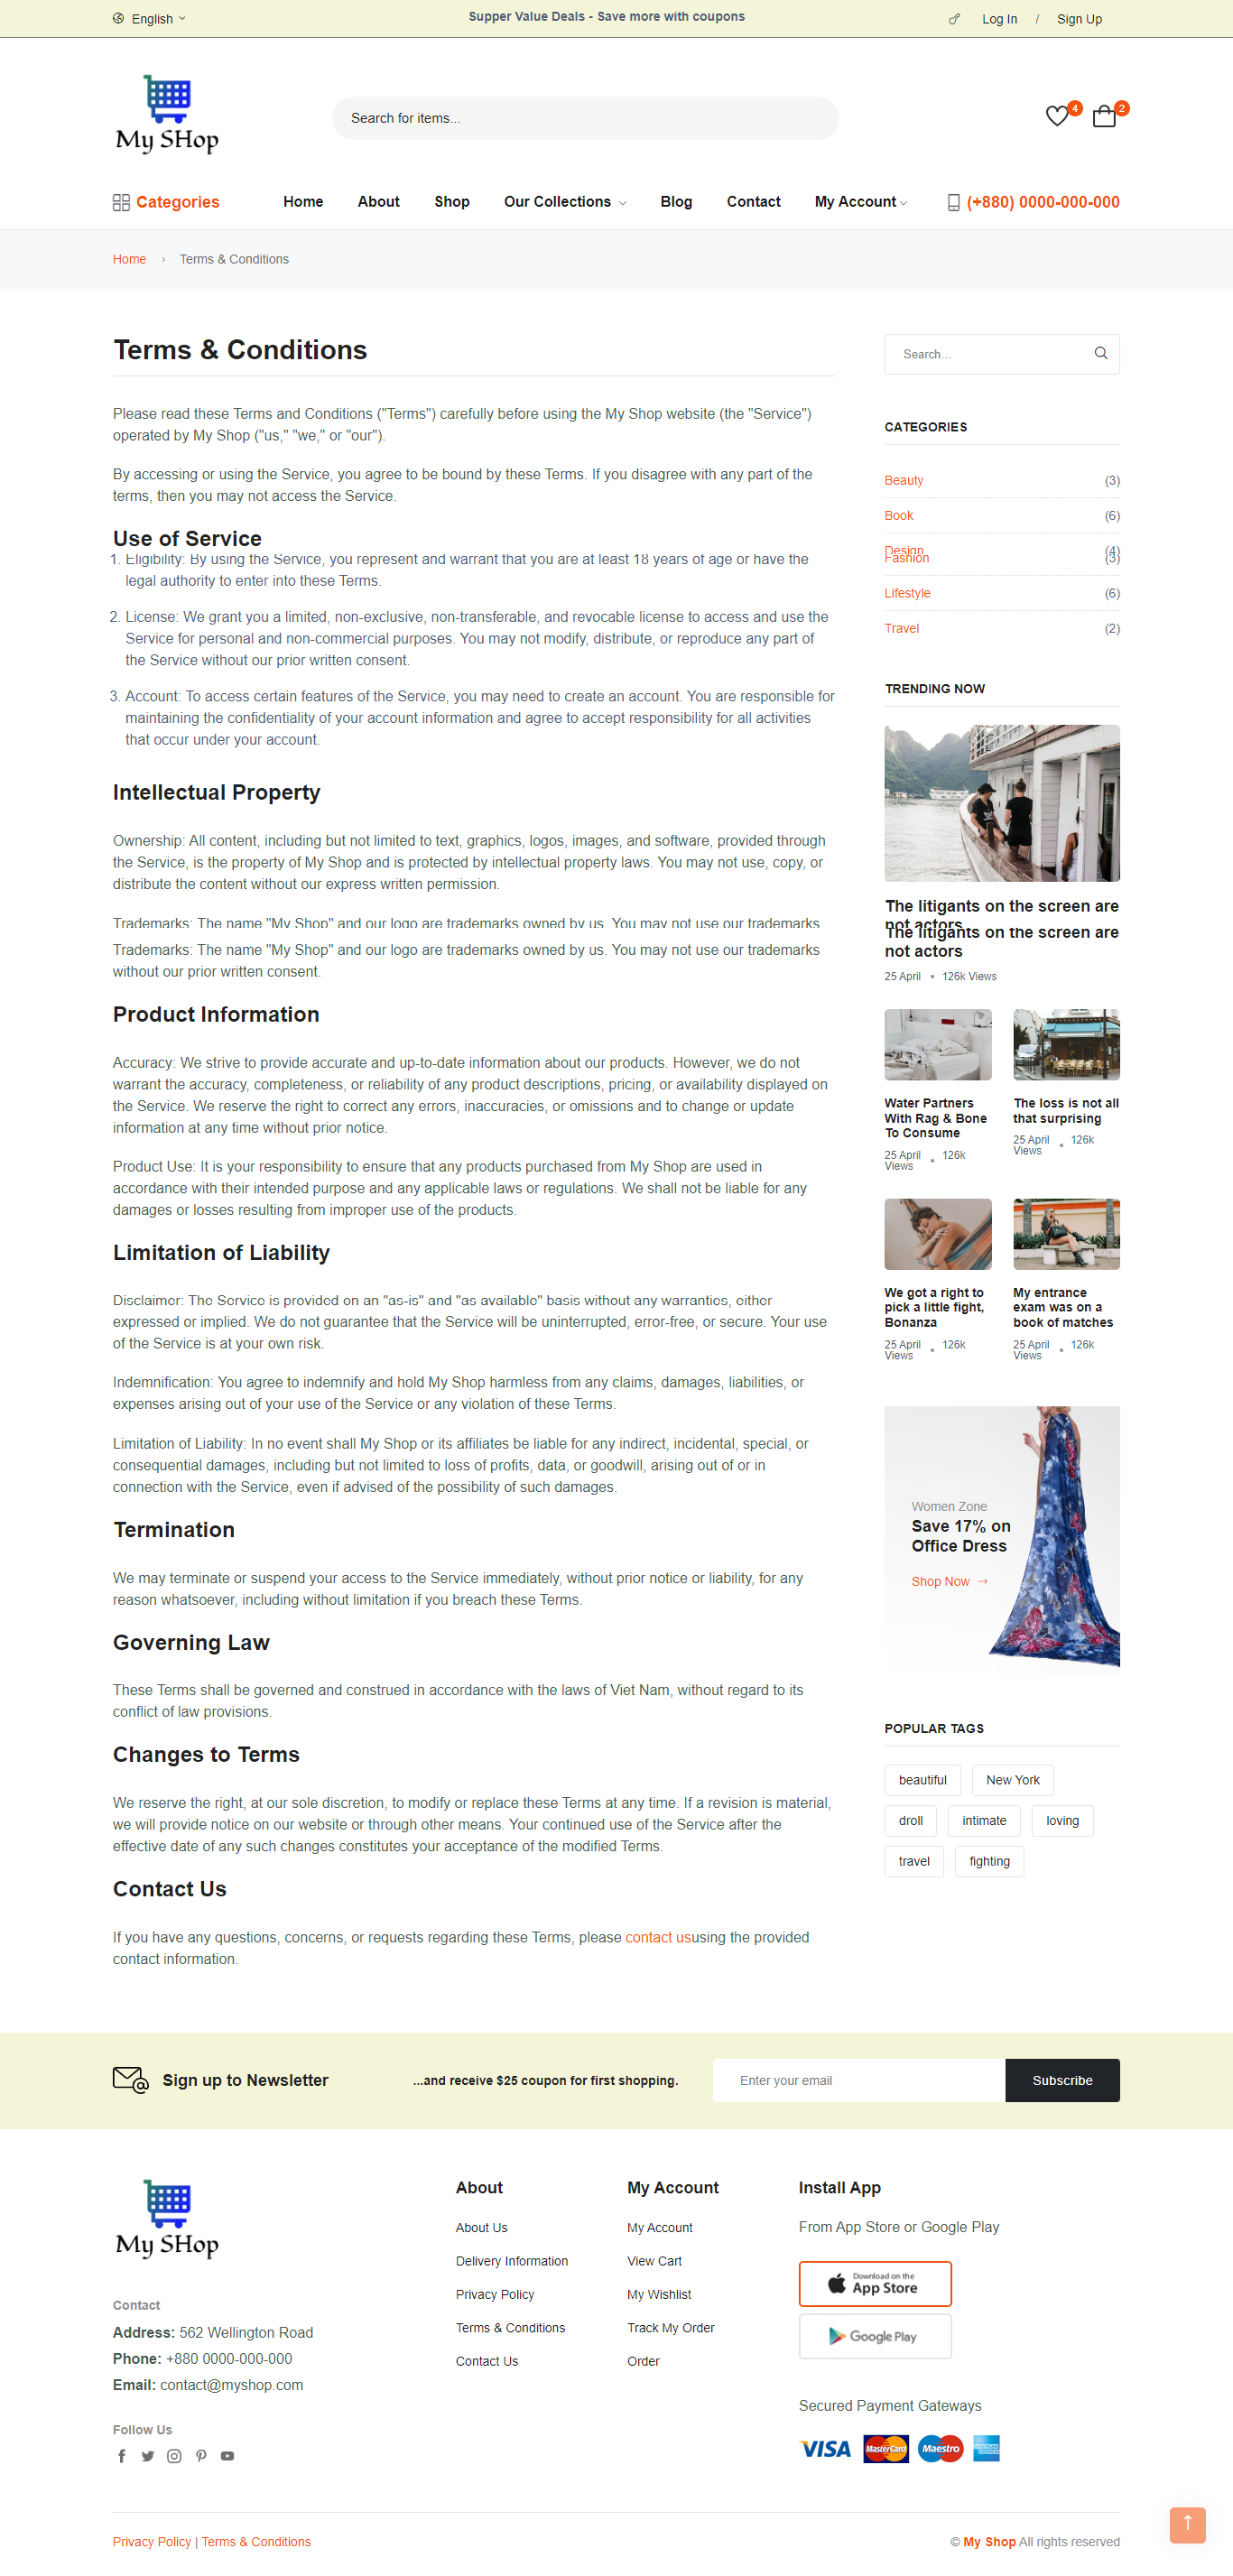 English
Supper Value Deals - Save more with coupons
Log In / Sign Up
My SHop
Search for items...
4
2
Categories
Home
About
Shop
Our Collections
Blog
Contact
My Account
(+880) 0000-000-000
Home > Terms & Conditions
Terms & Conditions
Please read these Terms and Conditions ("Terms") carefully before using the My Shop website (the "Service")
operated by My Shop ("us," "we," or "our").
By accessing or using the Service, you agree to be bound by these Terms. If you disagree with any part of the
terms, then you may not access the Service.
Use of Service
1. Eligibility: By using the Service, you represent and warrant that you are at least 18 years of age or have the
legal authority to enter into these Terms.
2. License: We grant you a limited, non-exclusive, non-transferable, and revocable license to access and use the
Service for personal and non-commercial purposes. You may not modify, distribute, or reproduce any part of
the Service without our prior written consent.
3. Account: To access certain features of the Service, you may need to create an account. You are responsible for
maintaining the confidentiality of your account information and agree to accept responsibility for all activities
that occur under your account.
Intellectual Property
Ownership: All content, including but not limited to text, graphics, logos, images, and software, provided through
the Service, is the property of My Shop and is protected by intellectual property laws. You may not use, copy, or
distribute the content without our express written permission.
Trademarks: The name "My Shop" and our logo are trademarks owned by us. You may not use our trademarks
Trademarks: The name "My Shop" and our logo are trademarks owned by us. You may not use our trademarks
without our prior written consent.
Product Information
Accuracy: We strive to provide accurate and up-to-date information about our products. However, we do not
warrant the accuracy, completeness, or reliability of any product descriptions, pricing, or availability displayed on
the Service. We reserve the right to correct any errors, inaccuracies, or omissions and to change or update
information at any time without prior notice.
Product Use: It is your responsibility to ensure that any products purchased from My Shop are used in
accordance with their intended purpose and any applicable laws or regulations. We shall not be liable for any
damages or losses resulting from improper use of the products.
Limitation of Liability
Disclaimer: The Service is provided on an "as-is" and "as available" basis without any warranties, either
expressed or implied. We do not guarantee that the Service will be uninterrupted, error-free, or secure. Your use
of the Service is at your own risk.
Indemnification: You agree to indemnify and hold My Shop harmless from any claims, damages, liabilities, or
expenses arising out of your use of the Service or any violation of these Terms.
Limitation of Liability: In no event shall My Shop or its affiliates be liable for any indirect, incidental, special, or
consequential damages, including but not limited to loss of profits, data, or goodwill, arising out of or in
connection with the Service, even if advised of the possibility of such damages.
Termination
We may terminate or suspend your access to the Service immediately, without prior notice or liability, for any
reason whatsoever, including without limitation if you breach these Terms.
Governing Law
These Terms shall be governed and construed in accordance with the laws of Viet Nam, without regard to its
conflict of law provisions.
Changes to Terms
We reserve the right, at our sole discretion, to modify or replace these Terms at any time. If a revision is material,
we will provide notice on our website or through other means. Your continued use of the Service after the
effective date of any such changes constitutes your acceptance of the modified Terms.
Contact Us
If you have any questions, concerns, or requests regarding these Terms, please contact ususing the provided
contact information.
Search...
CATEGORIES
Beauty (3)
Book (6)
Design (4)
Fashion (3)
Lifestyle (6)
Travel (2)
TRENDING NOW
The litigants on the screen are
not actors
The litigants on the screen are
not actors
25 April • 126k Views
Water Partners
With Rag & Bone
To Consume
25 April • 126k
Views
The loss is not all
that surprising
25 April • 126k
Views
We got a right to
pick a little fight,
Bonanza
25 April • 126k
Views
My entrance
exam was on a
book of matches
25 April • 126k
Views
Women Zone
Save 17% on
Office Dress
Shop Now →
POPULAR TAGS
beautiful
New York
droll
intimate
loving
travel
fighting
Sign up to Newsletter
...and receive $25 coupon for first shopping.
Enter your email
Subscribe
My SHop
Contact
Address: 562 Wellington Road
Phone: +880 0000-000-000
Email: contact@myshop.com
Follow Us
About
About Us
Delivery Information
Privacy Policy
Terms & Conditions
Contact Us
My Account
My Account
View Cart
My Wishlist
Track My Order
Order
Install App
From App Store or Google Play
Download on the
App Store
Google Play
Secured Payment Gateways
VISA
MasterCard
Maestro
AMERICAN EXPRESS
Privacy Policy | Terms & Conditions
© My Shop All rights reserved